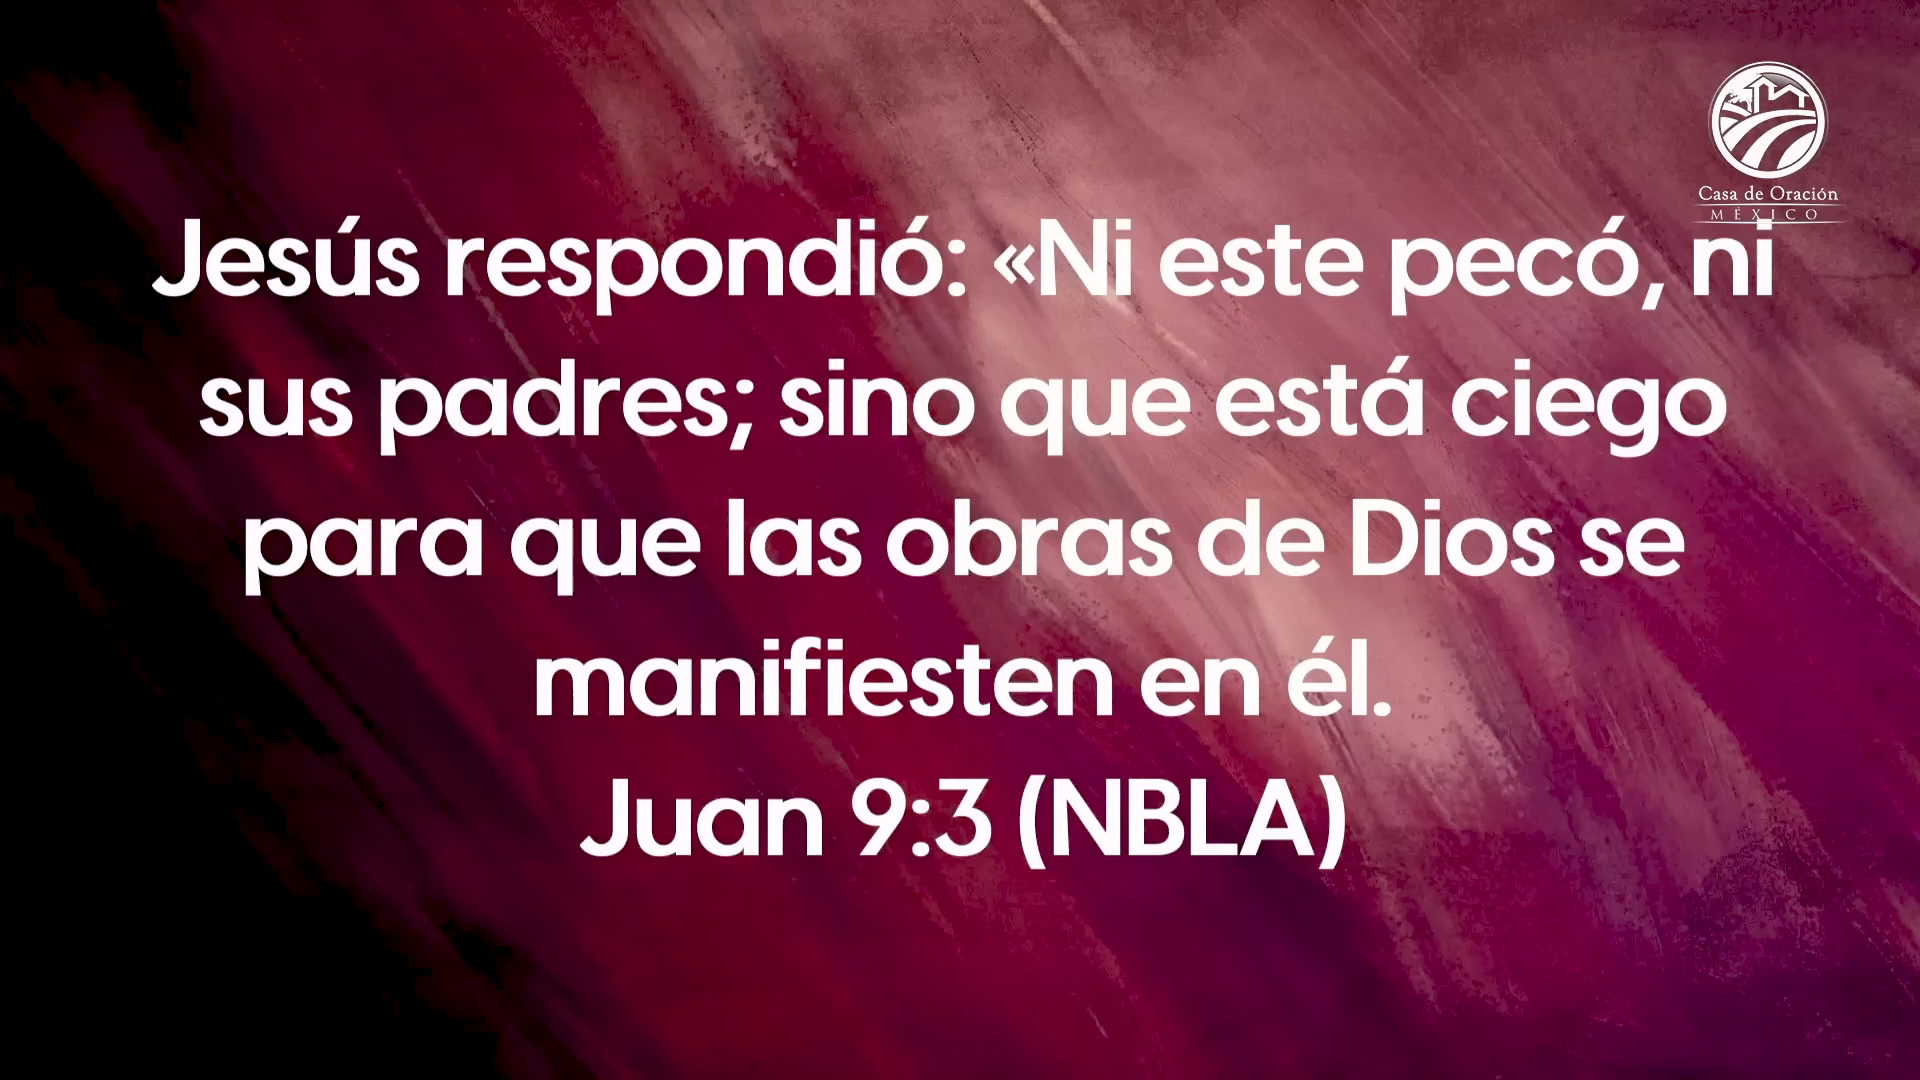 Casa de Oración
MÉXICO
Jesús respondió: «Ni este pecó, ni
sus padres; sino que está ciego
para que las obras de Dios se
manifiesten en él.
Juan 9:3 (NBLA)